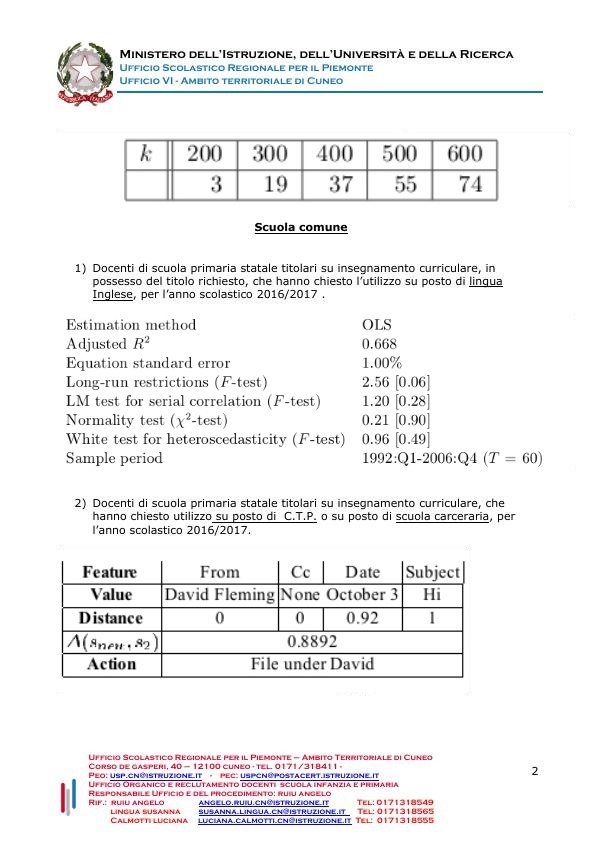 MINISTERO DELL'ISTRUZIONE, DELL'UNIVERSITÀ E DELLA RICERCA
UFFICIO SCOLASTICO REGIONALE PER IL PIEMONTE
UFFICIO VI - AMBITO TERRITORIALE DI CUNEO
k 200 300 400 500 600
3 19 37 55 74
Scuola comune
1) Docenti di scuola primaria statale titolari su insegnamento curriculare, in
possesso del titolo richiesto, che hanno chiesto l'utilizzo su posto di lingua
Inglese, per l'anno scolastico 2016/2017 .
Estimation method OLS
Adjusted R² 0.668
Equation standard error 1.00%
Long-run restrictions (F-test) 2.56 [0.06]
LM test for serial correlation (F-test) 1.20 [0.28]
Normality test (χ²-test) 0.21 [0.90]
White test for heteroscedasticity (F-test) 0.96 [0.49]
Sample period 1992:Q1-2006:Q4 (T = 60)
2) Docenti di scuola primaria statale titolari su insegnamento curriculare, che
hanno chiesto utilizzo su posto di C.T.P. o su posto di scuola carceraria, per
l'anno scolastico 2016/2017.
Feature From Cc Date Subject
Value David Fleming None October 3 Hi
Distance 0 0 0.92 1
Λ(s_new, s_2) 0.8892
Action File under David
UFFICIO SCOLASTICO REGIONALE PER IL PIEMONTE – AMBITO TERRITORIALE DI CUNEO
CORSO DE GASPERI, 40 – 12100 CUNEO - TEL. 0171/318411 -
PEO: USP.CN@ISTRUZIONE.IT - PEC: USPCN@POSTACERT.ISTRUZIONE.IT
UFFICIO ORGANICO E RECLUTAMENTO DOCENTI SCUOLA INFANZIA E PRIMARIA
RESPONSABILE UFFICIO E DEL PROCEDIMENTO: RUIU ANGELO
RIF.: RUIU ANGELO ANGELO.RUIU.CN@ISTRUZIONE.IT TEL: 0171318549
LINGUA SUSANNA SUSANNA.LINGUA.CN@ISTRUZIONE.IT TEL: 0171318565
CALMOTTI LUCIANA LUCIANA.CALMOTTI.CN@ISTRUZIONE.IT TEL: 0171318555
2